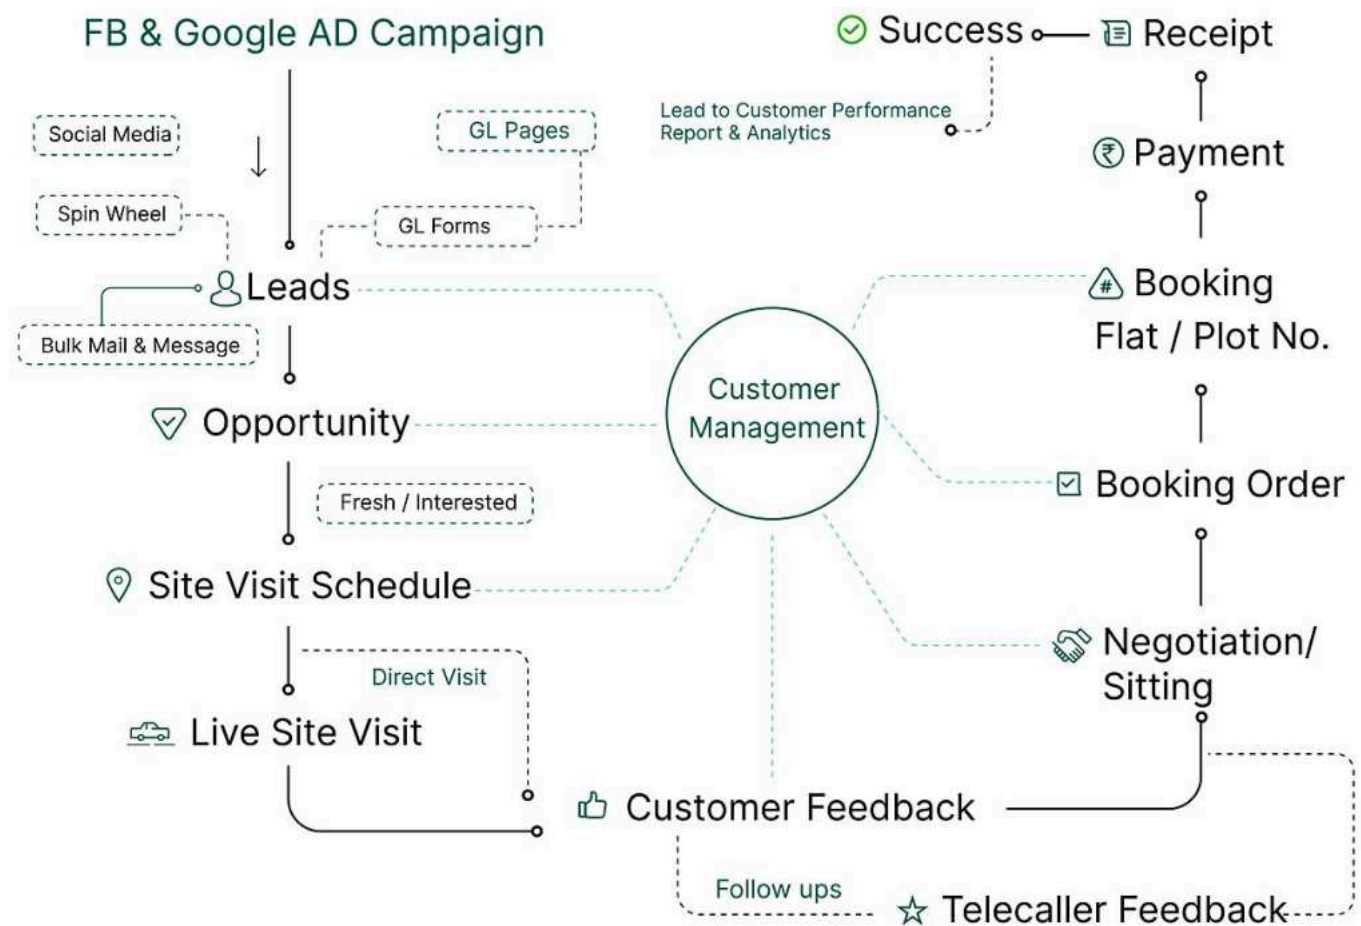 FB & Google AD Campaign
Social Media
GL Pages
Spin Wheel
GL Forms
Leads
Bulk Mail & Message
Opportunity
Fresh / Interested
Site Visit Schedule
Direct Visit
Live Site Visit
Customer
Management
Customer Feedback
Follow ups
Telecaller Feedback
Negotiation/
Sitting
Booking Order
#
Booking
Flat / Plot No.
₹
Payment
Receipt
Success
Lead to Customer Performance
Report & Analytics